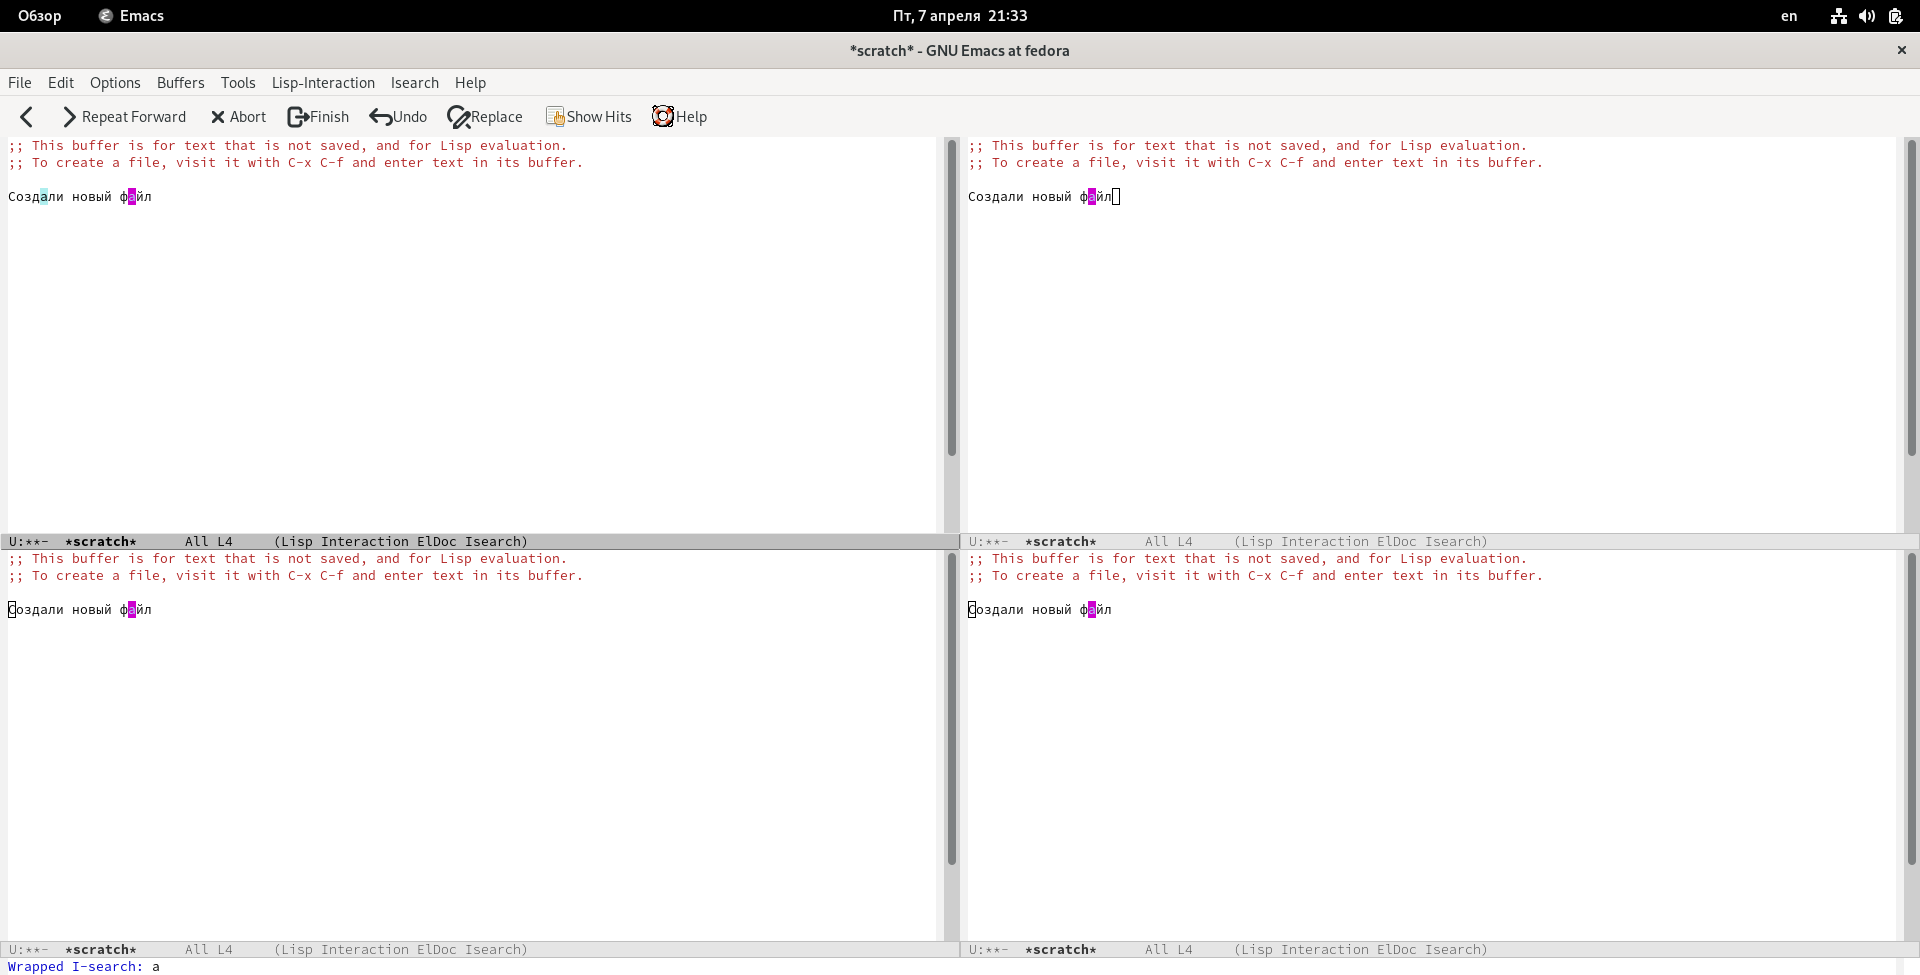 Обзор Emacs Пт, 7 апреля 21:33 en
*scratch* - GNU Emacs at fedora
File Edit Options Buffers Tools Lisp-Interaction Isearch Help
Repeat Forward Abort Finish Undo Replace Show Hits Help
;; This buffer is for text that is not saved, and for Lisp evaluation.
;; To create a file, visit it with C-x C-f and enter text in its buffer.
Создали новый файл
U:**- *scratch* All L4 (Lisp Interaction ElDoc Isearch)
;; This buffer is for text that is not saved, and for Lisp evaluation.
;; To create a file, visit it with C-x C-f and enter text in its buffer.
Создали новый файл
U:**- *scratch* All L4 (Lisp Interaction ElDoc Isearch)
;; This buffer is for text that is not saved, and for Lisp evaluation.
;; To create a file, visit it with C-x C-f and enter text in its buffer.
Создали новый файл
U:**- *scratch* All L4 (Lisp Interaction ElDoc Isearch)
;; This buffer is for text that is not saved, and for Lisp evaluation.
;; To create a file, visit it with C-x C-f and enter text in its buffer.
Создали новый файл
U:**- *scratch* All L4 (Lisp Interaction ElDoc Isearch)
Wrapped I-search: а